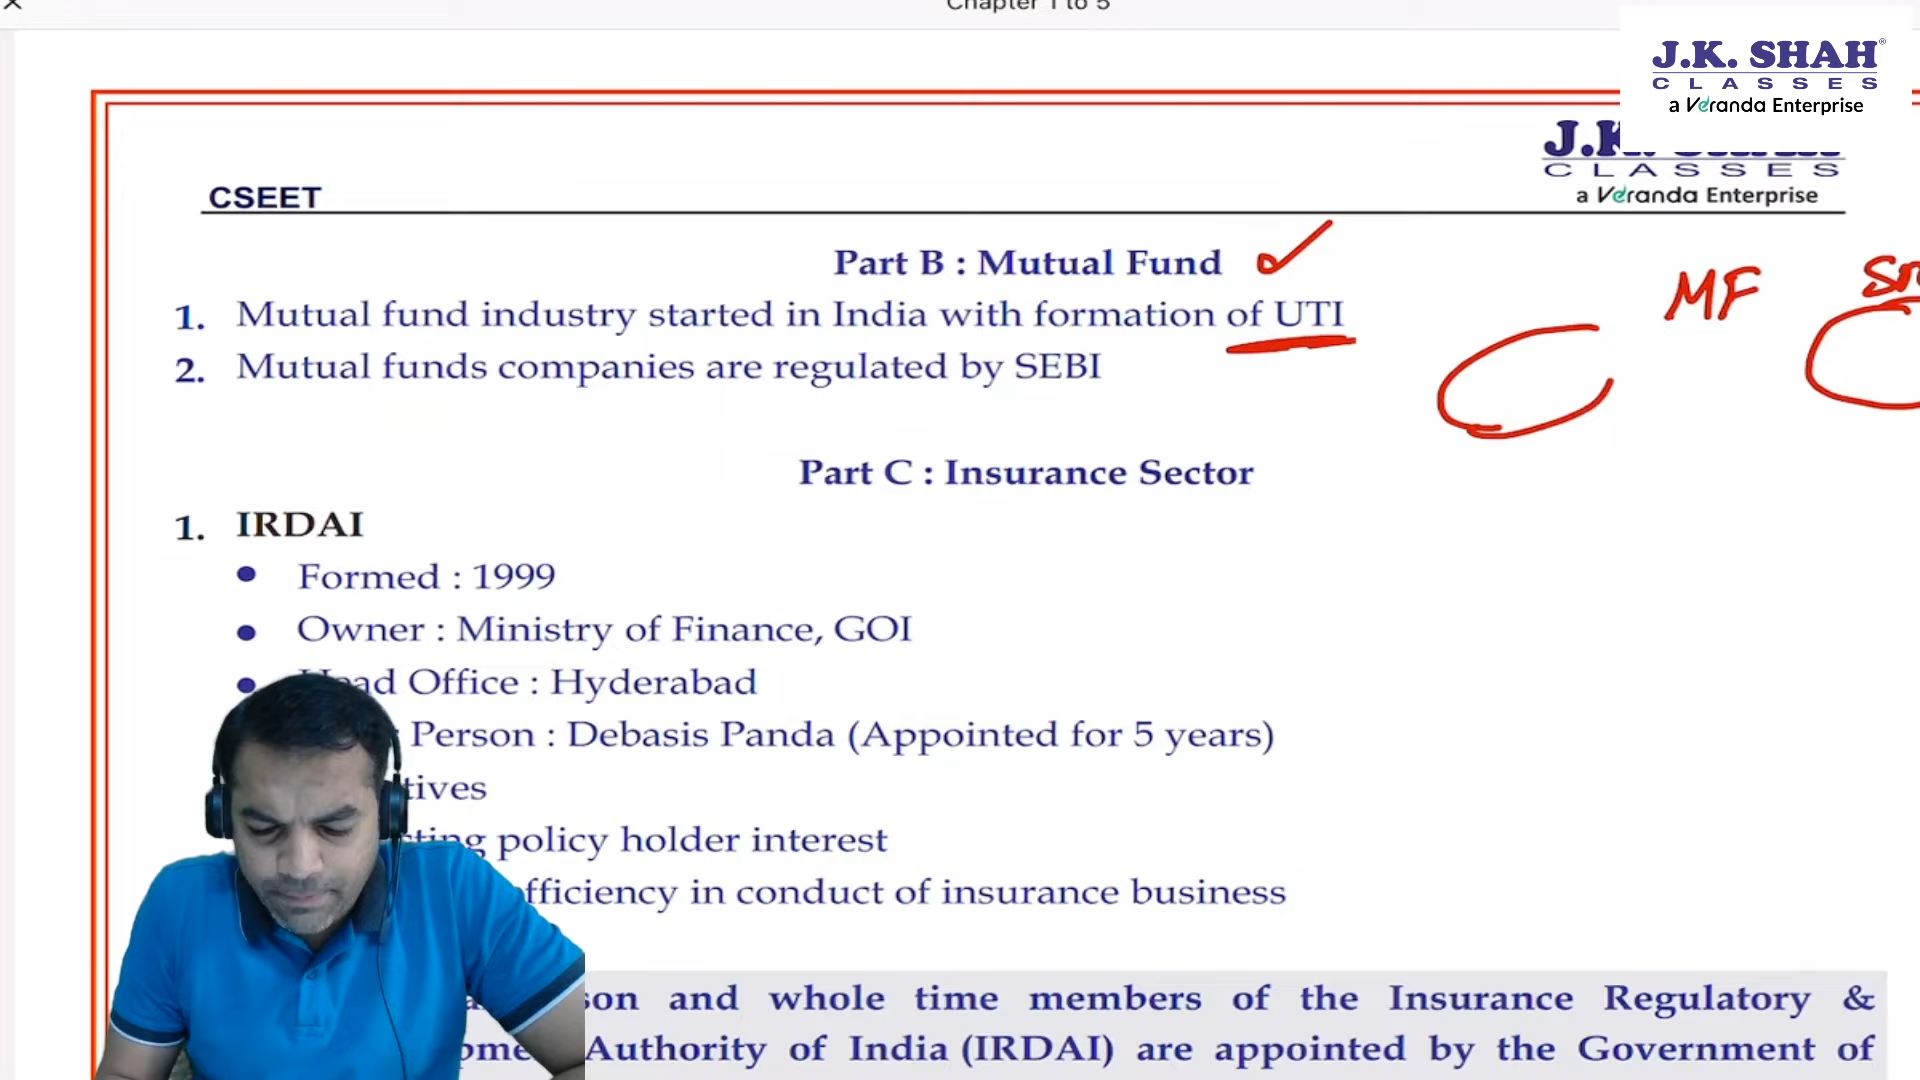 Chapter 1 to 5
J.K. SHAH®
CLASSES
a Veranda Enterprise
CLASSES
a Veranda Enterprise
CSEET
Part B : Mutual Fund
MF
1. Mutual fund industry started in India with formation of UTI
2. Mutual funds companies are regulated by SEBI
Part C : Insurance Sector
1. IRDAI
• Formed : 1999
• Owner : Ministry of Finance, GOI
• Head Office : Hyderabad
Person : Debasis Panda (Appointed for 5 years)
policy holder interest
in conduct of insurance business
and whole time members of the Insurance Regulatory &
Authority of India (IRDAI) are appointed by the Government of